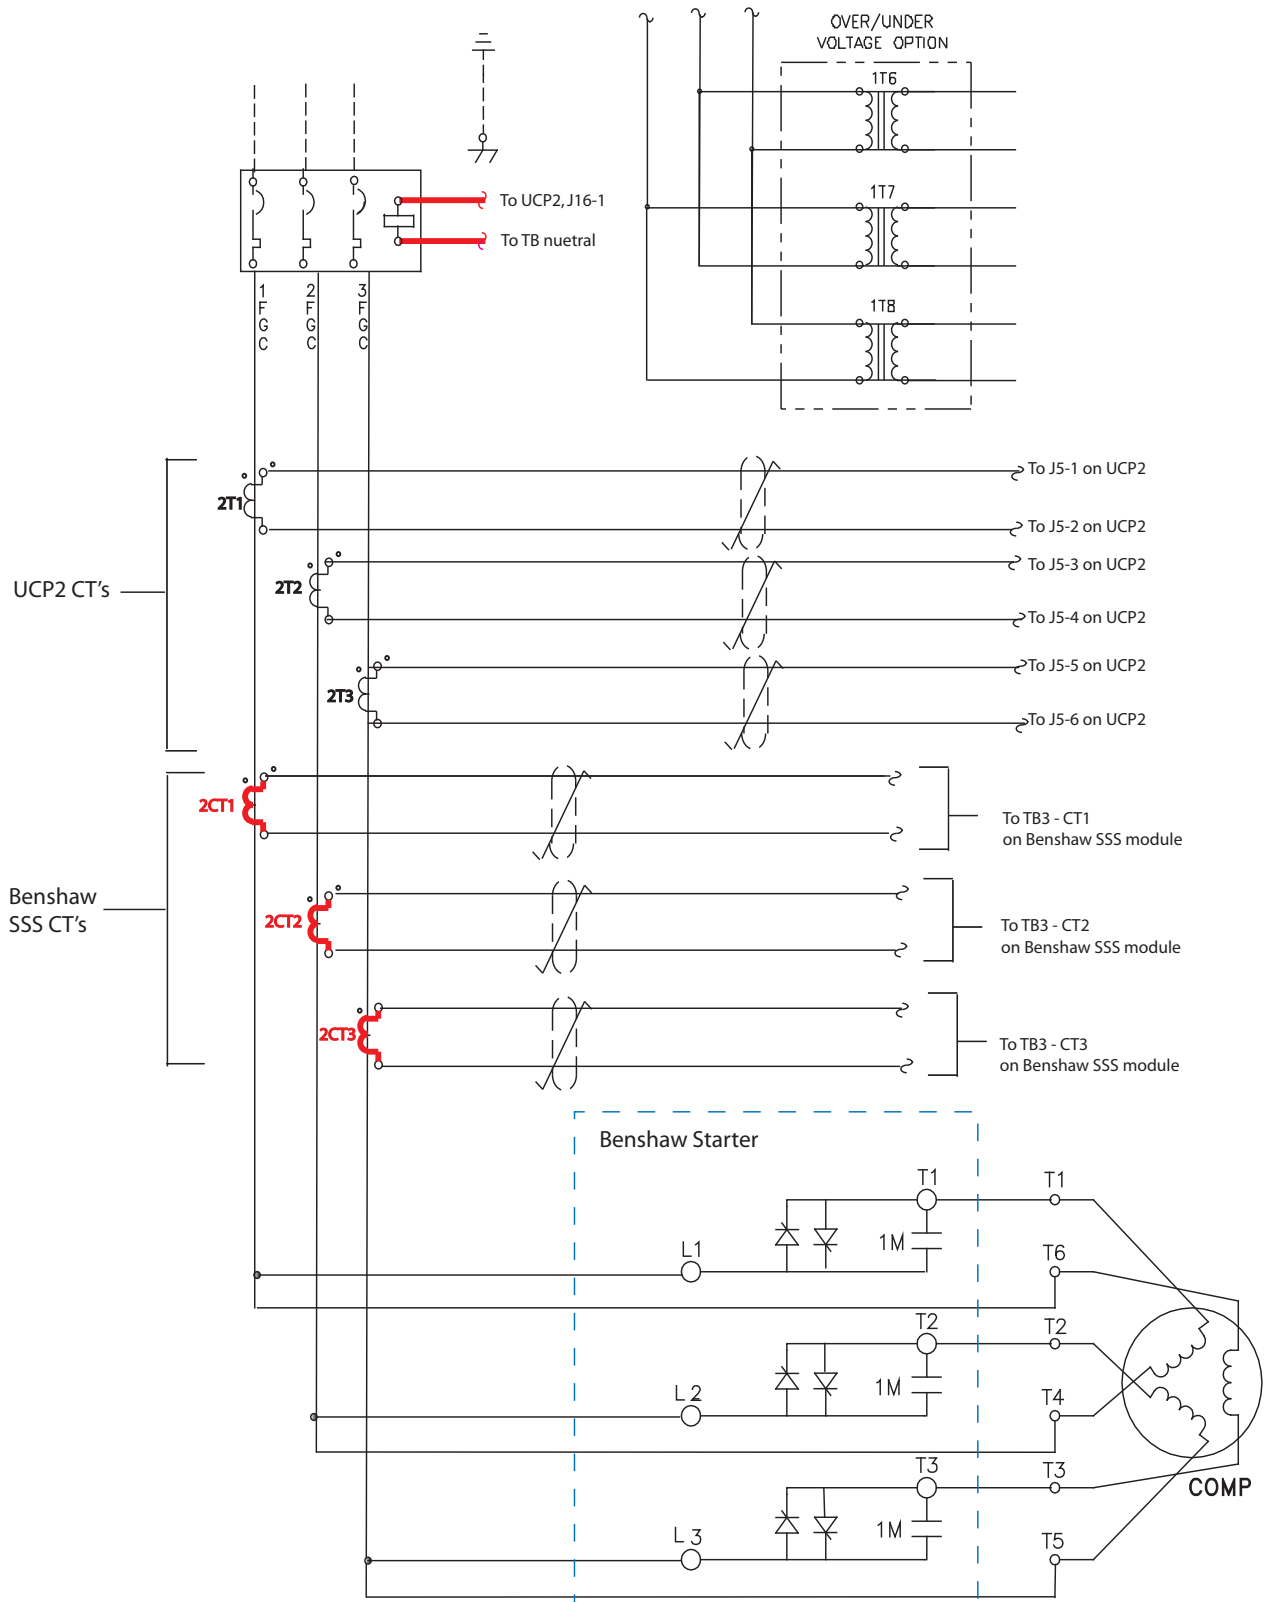 OVER/UNDER
VOLTAGE OPTION
1T6
1T7
1T8
To UCP2, J16-1
To TB nuetral
1 FGC
2 FGC
3 FGC
UCP2 CT's
2T1
To J5-1 on UCP2
To J5-2 on UCP2
2T2
To J5-3 on UCP2
To J5-4 on UCP2
2T3
To J5-5 on UCP2
To J5-6 on UCP2
Benshaw
SSS CT's
2CT1
To TB3 - CT1
on Benshaw SSS module
2CT2
To TB3 - CT2
on Benshaw SSS module
2CT3
To TB3 - CT3
on Benshaw SSS module
Benshaw Starter
T1
T1
1M
L1
T6
T2
T2
1M
L2
T4
T3
T3
1M
L3
T5
COMP